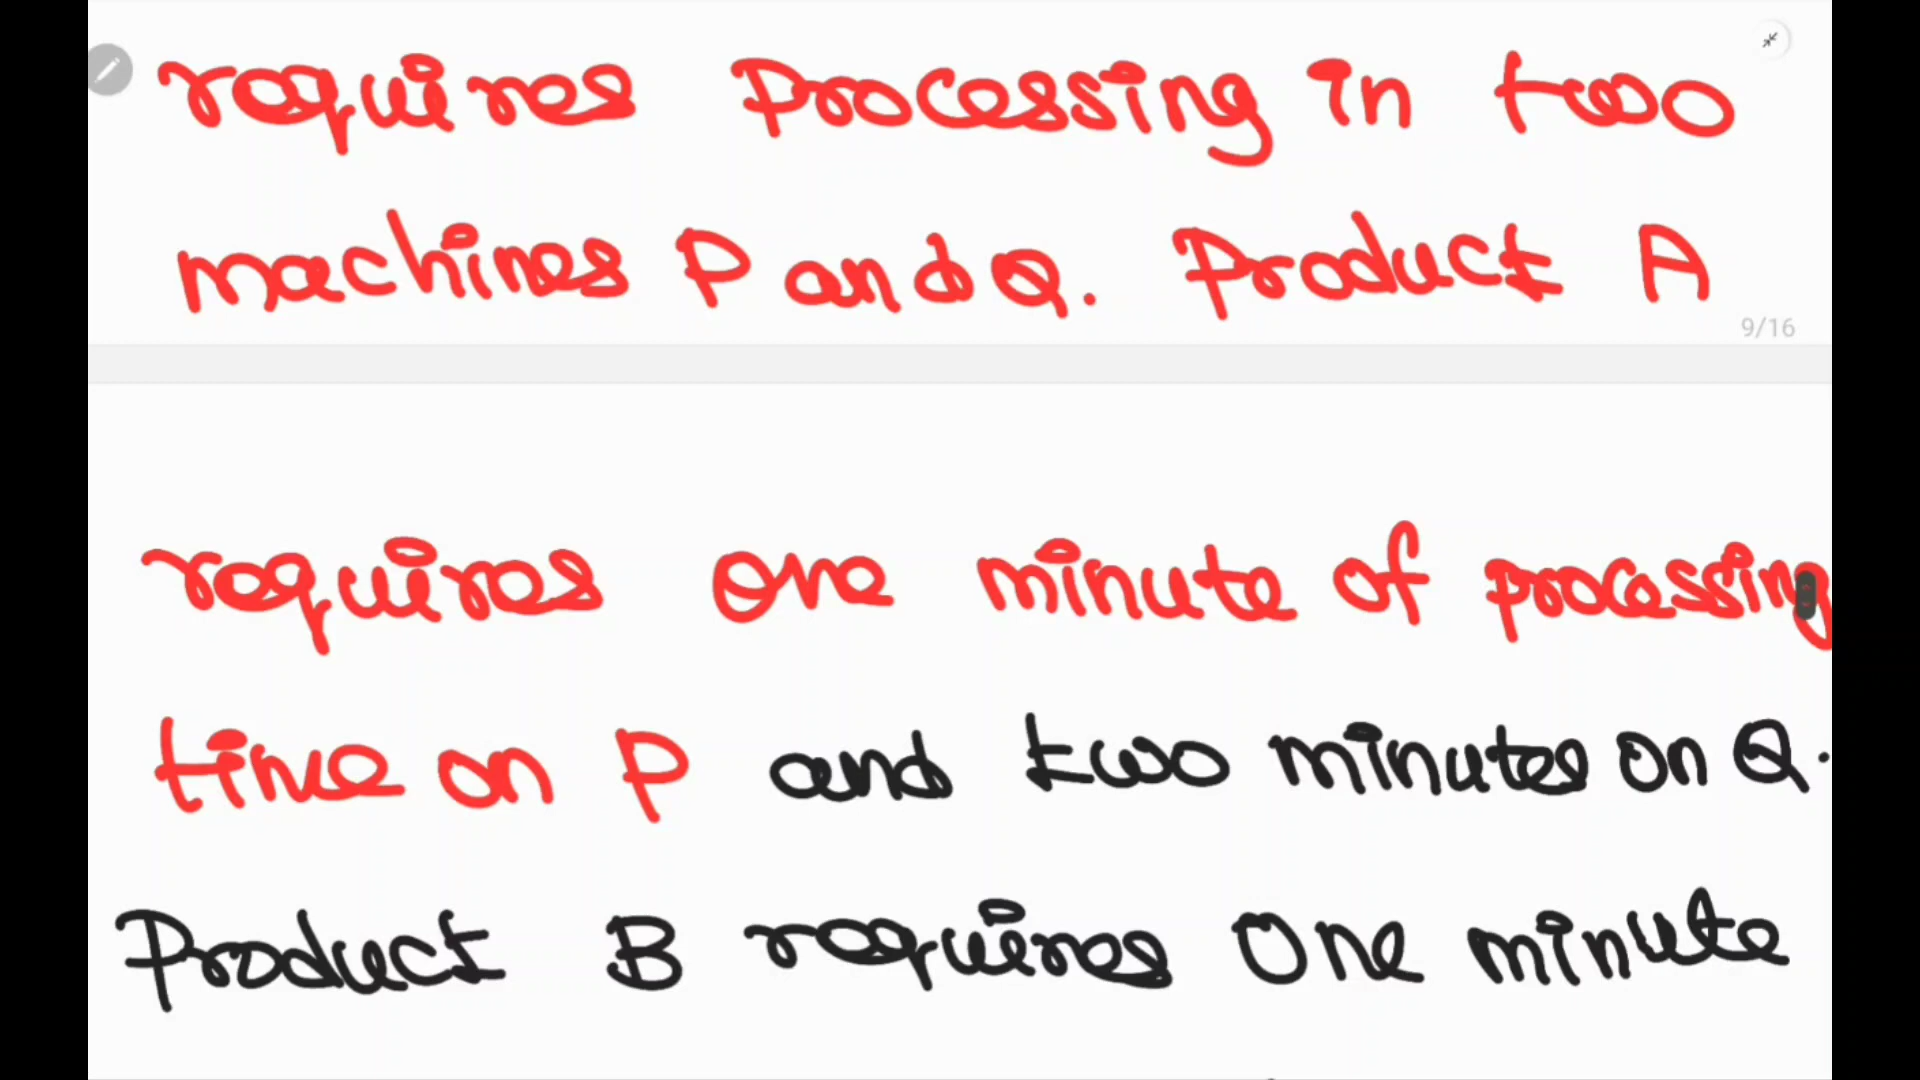 requires Processing in two
machines P and Q. Product A
9/16
requires one minute of processing
time on P and two minutes on Q.
Product B requires One minute